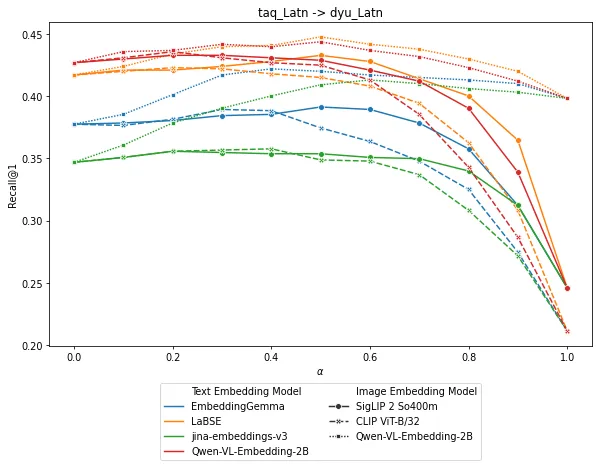 taq_Latn -> dyu_Latn
Recall@1
0.45
0.40
0.35
0.30
0.25
0.20
0.0 0.2 0.4 0.6 0.8 1.0
α
Text Embedding Model Image Embedding Model
EmbeddingGemma SigLIP 2 So400m
LaBSE CLIP ViT-B/32
jina-embeddings-v3 Qwen-VL-Embedding-2B
Qwen-VL-Embedding-2B